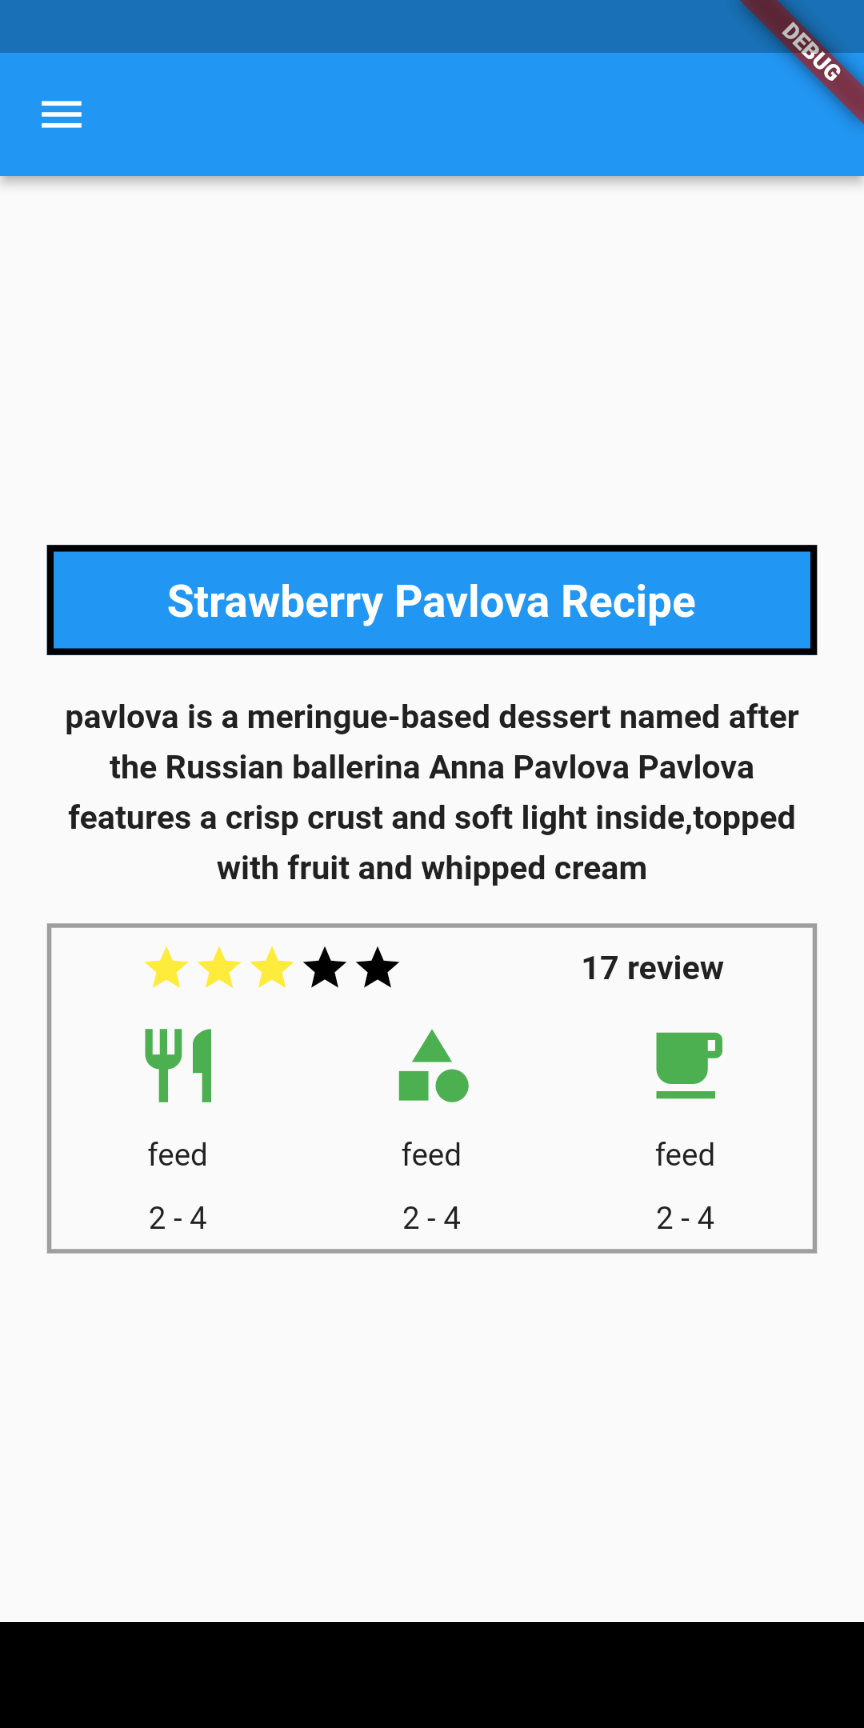 DEBUG
Strawberry Pavlova Recipe
pavlova is a meringue-based dessert named after
the Russian ballerina Anna Pavlova Pavlova
features a crisp crust and soft light inside,topped
with fruit and whipped cream
17 review
feed feed feed
2 - 4 2 - 4 2 - 4